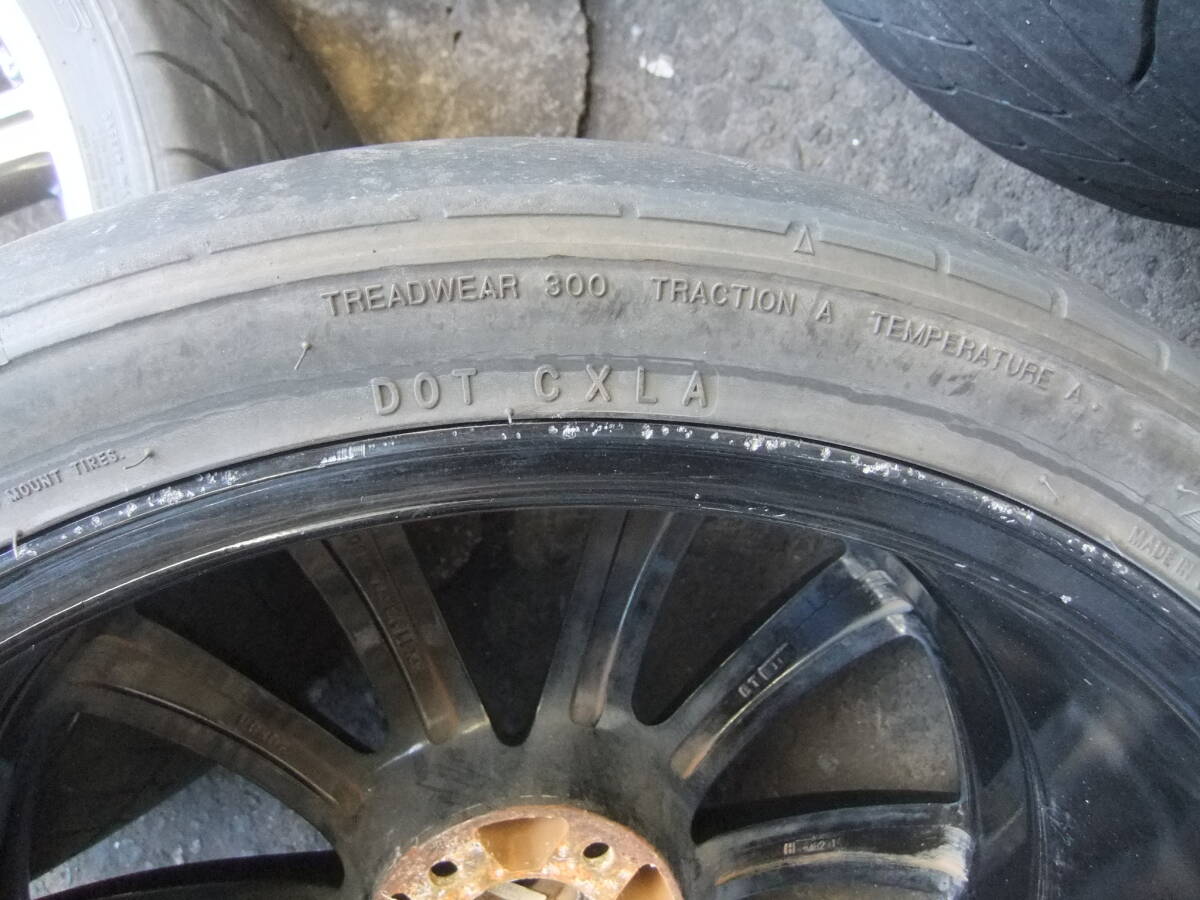 TREADWEAR 300 TRACTION A TEMPERATURE A
DOT CXLA
MOUNT TIRES.
MADE IN